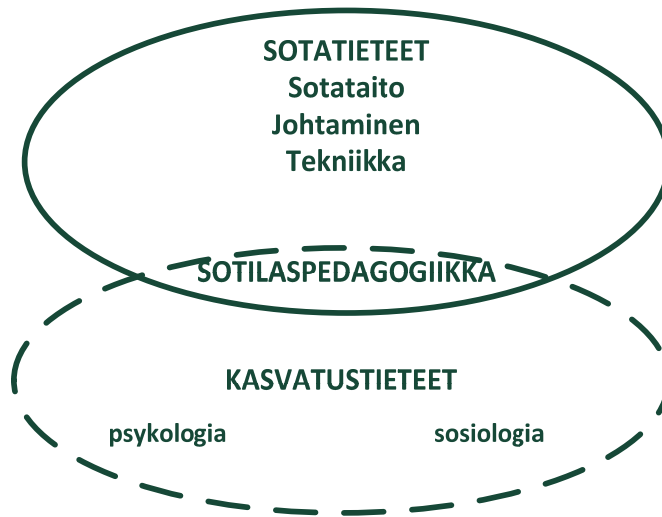 SOTATIETEET
Sotataito
Johtaminen
Tekniikka
SOTILASPEDAGOGIIKKA
KASVATUSTIETEET
psykologia
sosiologia